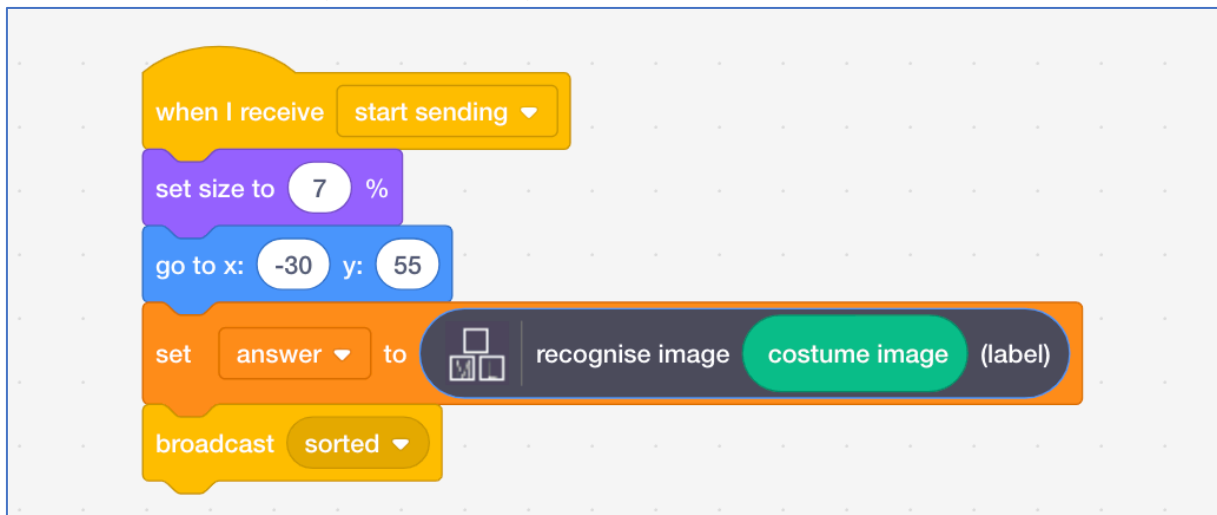 when I receive start sending
set size to 7 %
go to x: -30 y: 55
set answer to recognise image costume image (label)
broadcast sorted